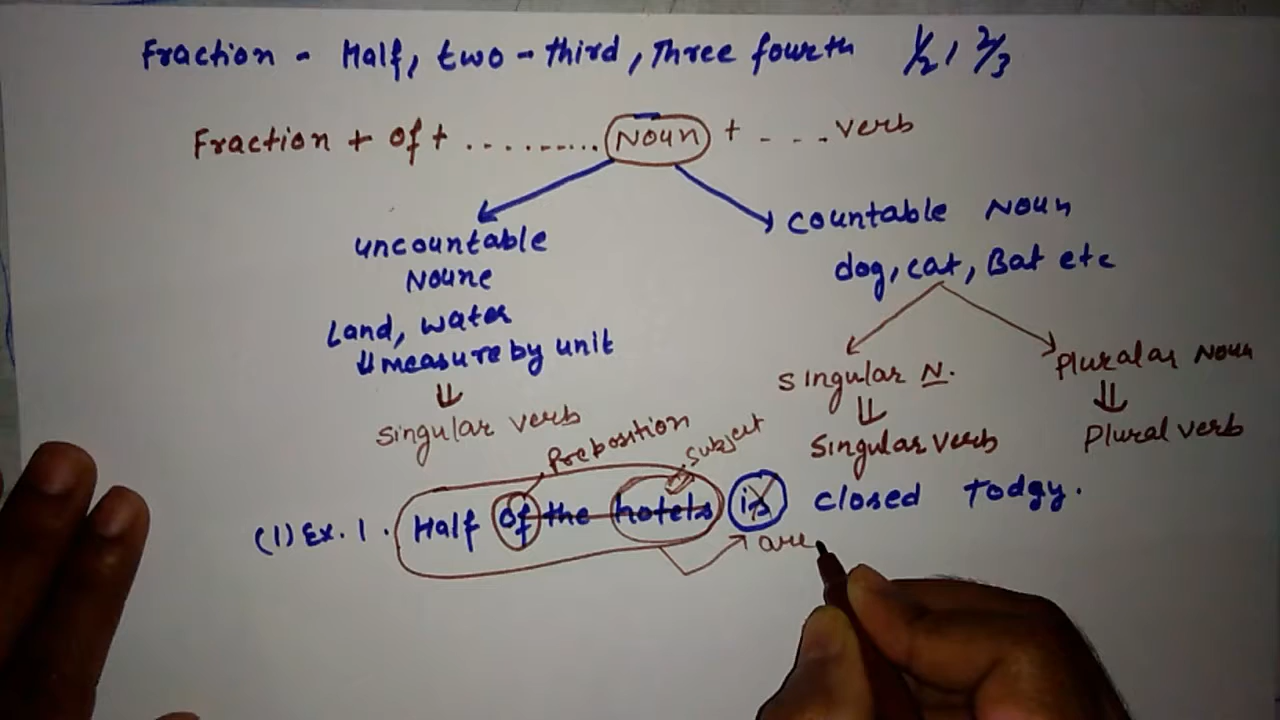 Fraction - Half, two-third, Three fourth 1/2, 2/3
Fraction + of + .......... Noun + - - - verb
uncountable
Noune
Land, water
⇓ measure by unit
⇓
singular verb
countable Noun
dog, cat, Bat etc
singular N.
⇓
singular verb
Pluralar Noun
⇓
Plural verb
Preposition
subject
(1) Ex. 1. Half of the hotels is closed Today.
are